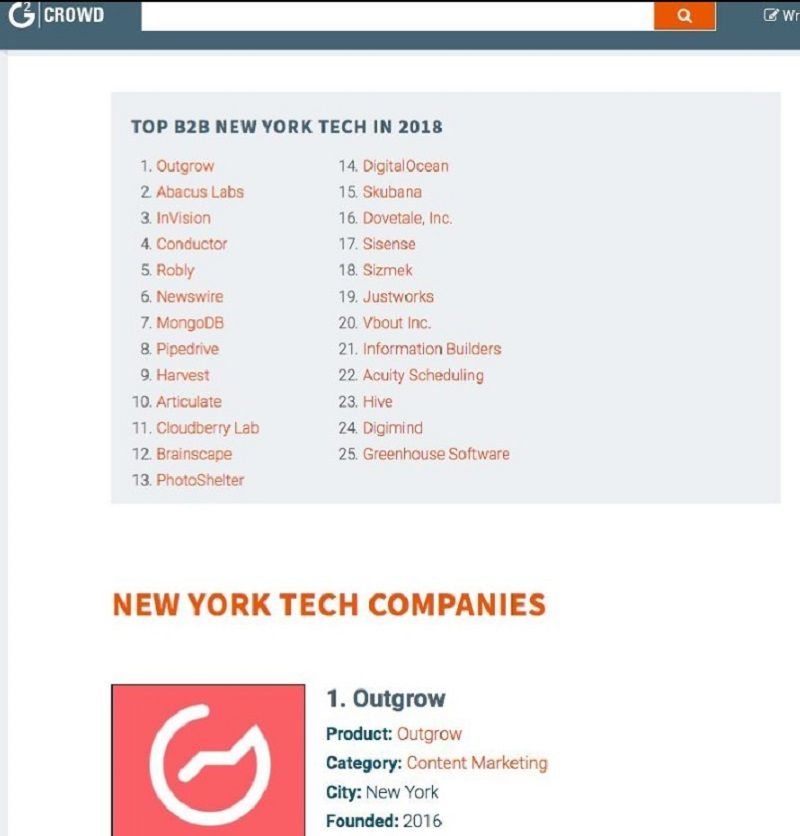 G2 CROWD
Wr
TOP B2B NEW YORK TECH IN 2018
1. Outgrow
2. Abacus Labs
3. InVision
4. Conductor
5. Robly
6. Newswire
7. MongoDB
8. Pipedrive
9. Harvest
10. Articulate
11. Cloudberry Lab
12. Brainscape
13. PhotoShelter
14. DigitalOcean
15. Skubana
16. Dovetale, Inc.
17. Sisense
18. Sizmek
19. Justworks
20. Vbout Inc.
21. Information Builders
22. Acuity Scheduling
23. Hive
24. Digimind
25. Greenhouse Software
NEW YORK TECH COMPANIES
1. Outgrow
Product: Outgrow
Category: Content Marketing
City: New York
Founded: 2016